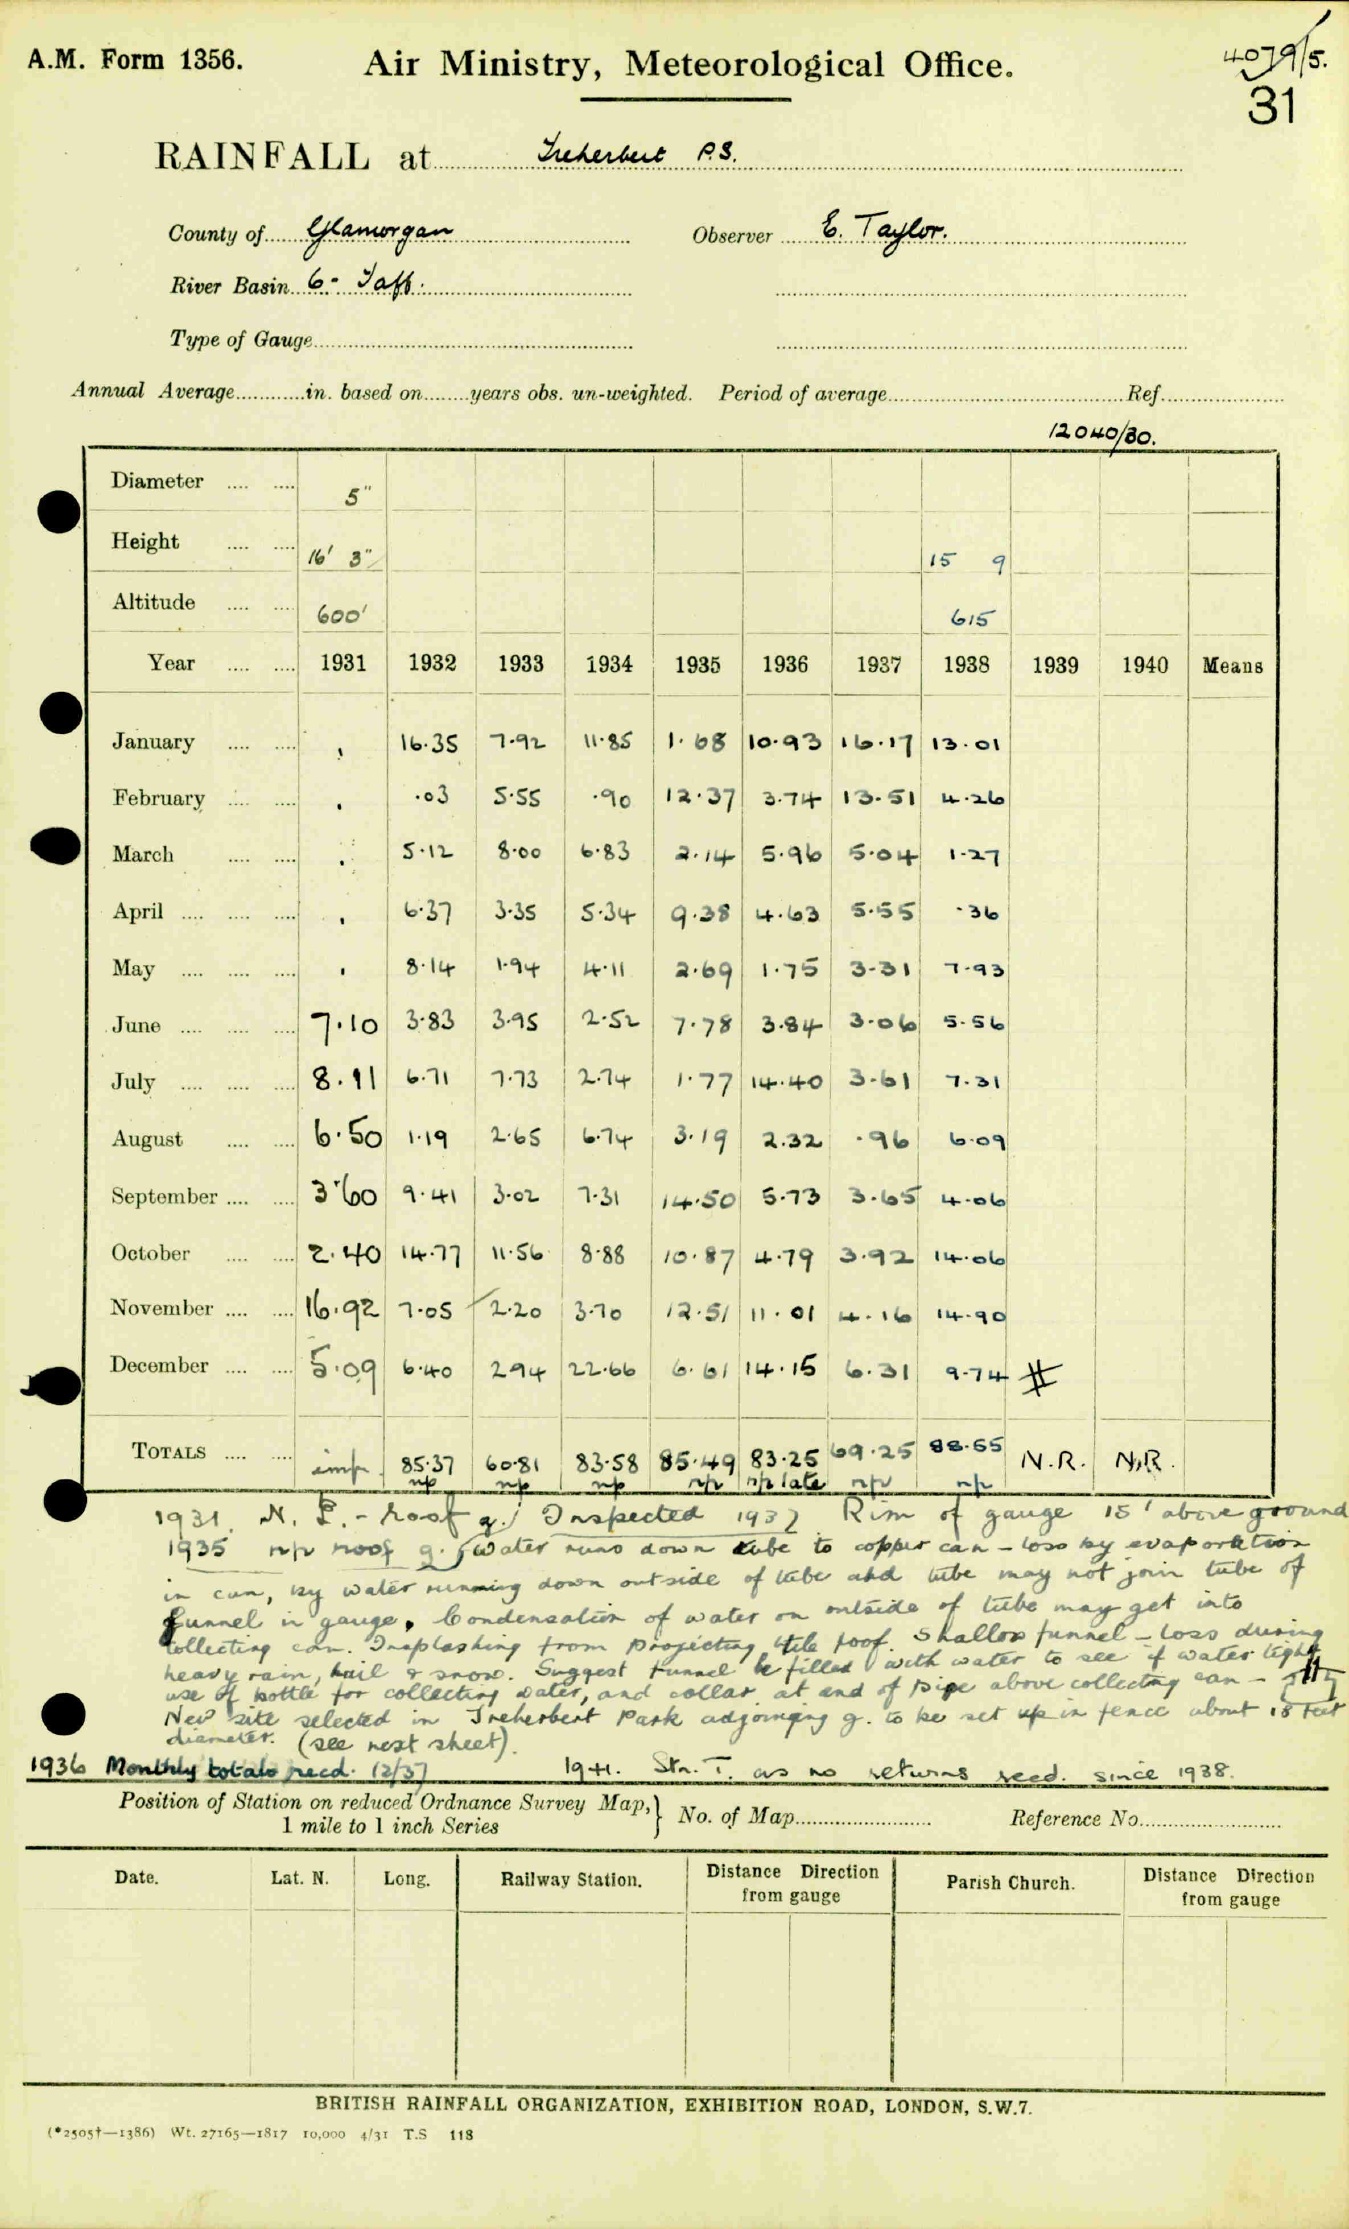 A.M. Form 1356. Air Ministry, Meteorological Office. 4079/5.
31
RAINFALL at Treherbert P.S.
County of Glamorgan Observer E. Taylor.
River Basin 6 - Taff.
Type of Gauge
Annual Average in. based on years obs. un-weighted. Period of average Ref.
12040/30.
Diameter 5"
Height 16' 3" 15 9
Altitude 600' 615
Year 1931 1932 1933 1934 1935 1936 1937 1938 1939 1940 Means
January . 16.35 7.92 11.85 1.68 10.93 16.17 13.01
February . .03 5.55 .90 12.37 3.74 13.51 4.26
March . 5.12 8.00 6.83 2.14 5.96 5.04 1.27
April . 6.37 3.35 5.34 9.38 4.63 5.55 .36
May . 8.14 1.94 4.11 2.69 1.75 3.31 7.93
June 7.10 3.83 3.95 2.52 7.78 3.84 3.06 5.56
July 8.91 6.71 7.73 2.74 1.77 14.40 3.61 7.31
August 6.50 1.19 2.65 6.74 3.19 2.32 .96 6.09
September 3.60 9.41 3.02 7.31 14.50 5.73 3.65 4.06
October 2.40 14.77 11.56 8.88 10.87 4.79 3.92 14.06
November 16.92 7.05 2.20 3.70 12.51 11.01 4.16 14.90
December 5.09 6.40 2.94 22.66 6.61 14.15 6.31 9.74 #
TOTALS imp. 85.37 60.81 83.58 85.49 83.25 69.25 88.55 N.R. N.R.
np np np np np late np np
1931. N. P. - roof g. Inspected 1937 Rim of gauge 15' above ground
1935 np roof g. Water runs down tube to copper can - loss by evaporation
in can, by water running down outside of tube and tube may not join tube of
funnel in gauge. Condensation of water on outside of tube may get into
collecting can. Insplashing from projecting tile roof. Shallow funnel - loss during
heavy rain, hail & snow. Suggest funnel be filled with water to see if water tight
use of bottle for collecting water, and collar at end of pipe above collecting can -
New site selected in Treherbert Park adjoining g. to be set up in fence about 18 feet
diameter. (see next sheet).
1936 Monthly totals recd. 12/37 1941. Stn. T. as no returns recd. since 1938.
Position of Station on reduced Ordnance Survey Map, } No. of Map Reference No.
1 mile to 1 inch Series
Date. Lat. N. Long. Railway Station. Distance Direction from gauge Parish Church. Distance Direction from gauge
BRITISH RAINFALL ORGANIZATION, EXHIBITION ROAD, LONDON, S.W.7.
(*2505†—1386) Wt. 27165—1817 10,000 4/31 T.S 118